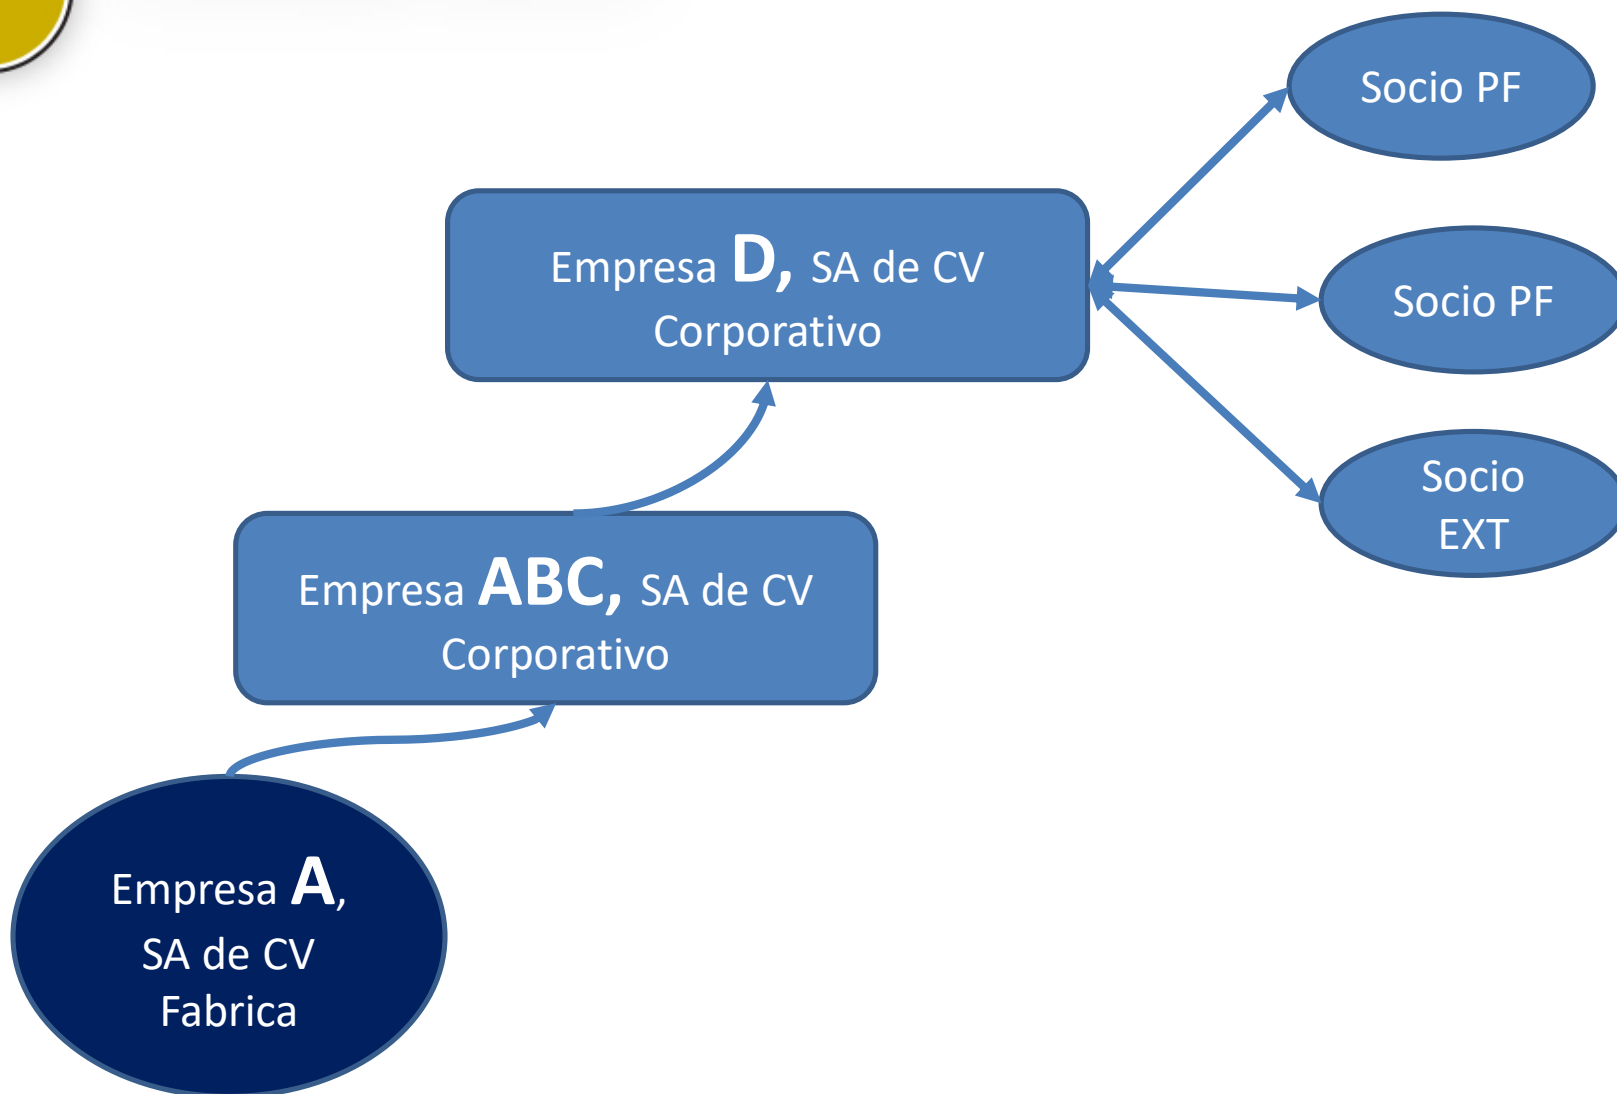 Socio PF
Empresa D, SA de CV
Corporativo
Socio PF
Socio
EXT
Empresa ABC, SA de CV
Corporativo
Empresa A,
SA de CV
Fabrica